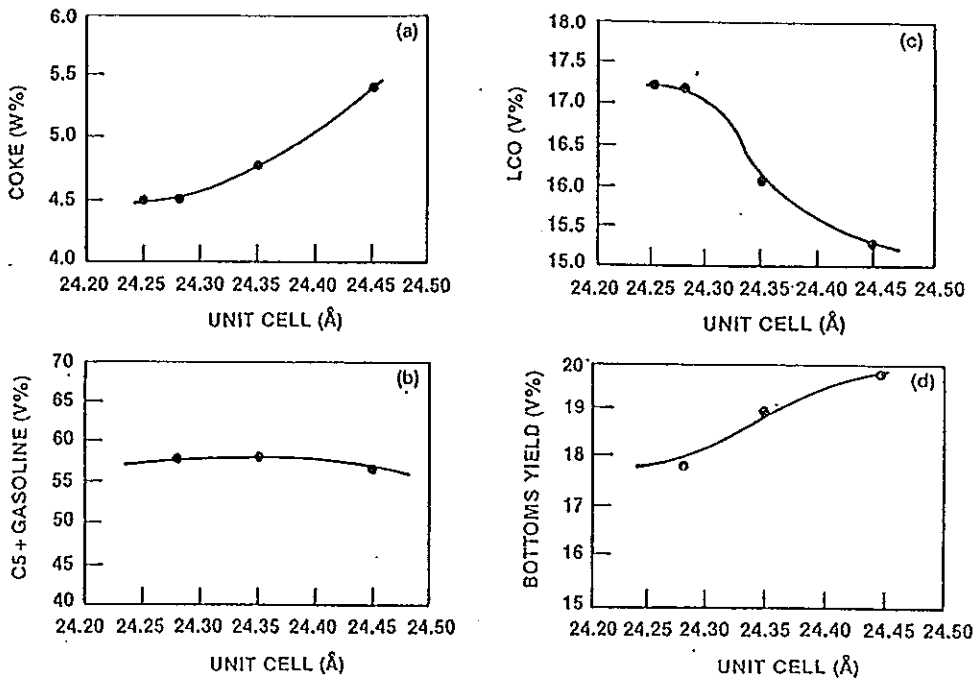 (a)
COKE (W%)
6.0
5.5
5.0
4.5
4.0
24.20 24.25 24.30 24.35 24.40 24.45 24.50
UNIT CELL (Å)
(c)
LCO (V%)
18.0
17.5
17.0
16.5
16.0
15.5
15.0
24.20 24.25 24.30 24.35 24.40 24.45 24.50
UNIT CELL (Å)
(b)
C5+ GASOLINE (V%)
70
65
60
55
50
45
40
24.20 24.25 24.30 24.35 24.40 24.45 24.50
UNIT CELL (Å)
(d)
BOTTOMS YIELD (V%)
20
19
18
17
16
15
24.20 24.25 24.30 24.35 24.40 24.45 24.50
UNIT CELL (Å)